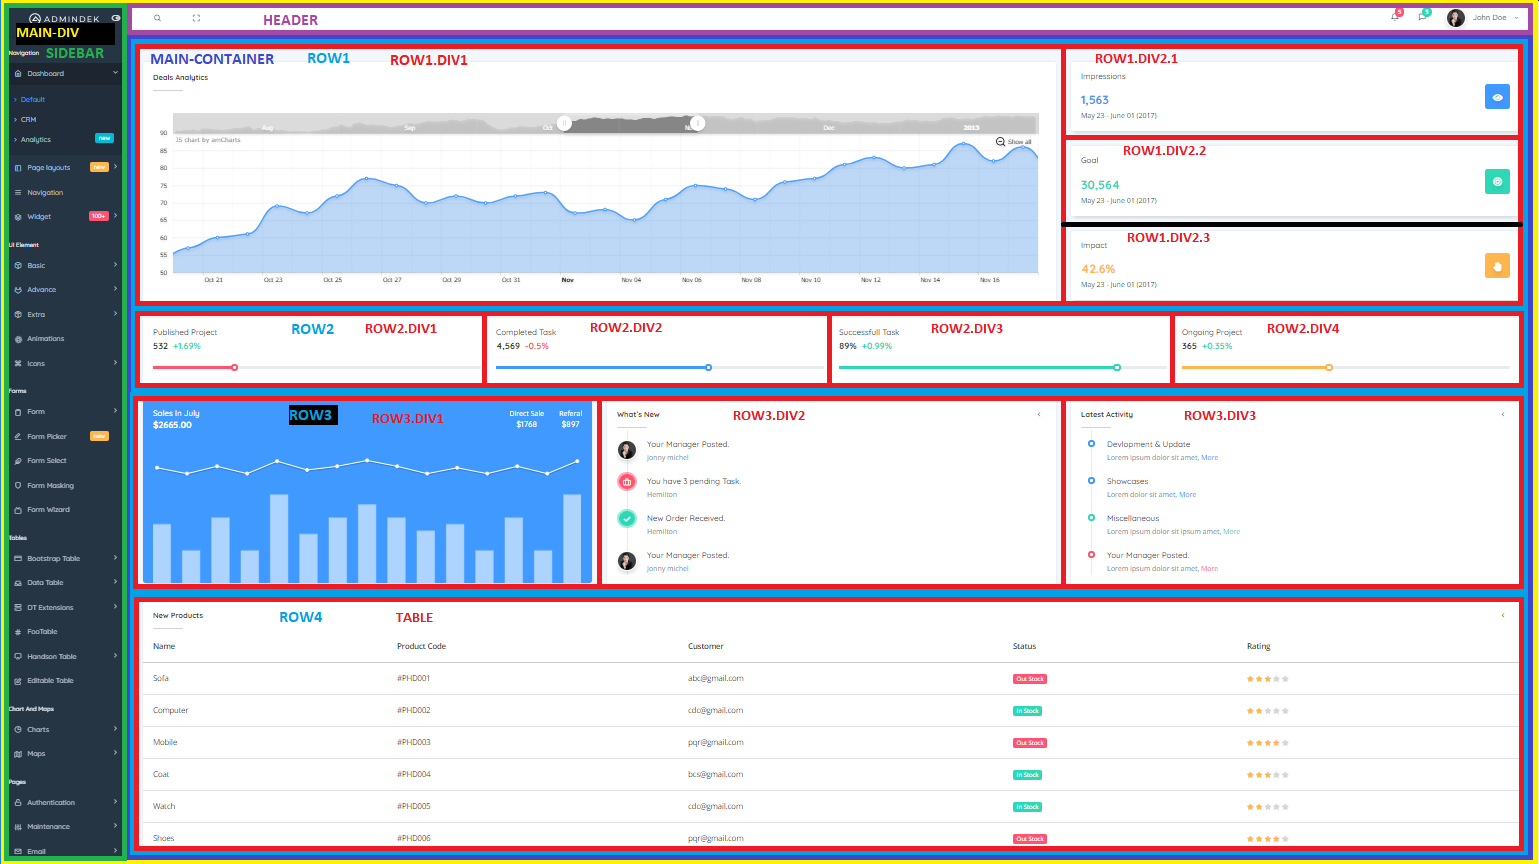 ADMINDEK
MAIN-DIV
Navigation
SIDEBAR
Dashboard
Default
CRM
Analytics new
Page layouts new
Navigation
Widget 100+
UI Element
Basic
Advance
Extra
Animations
Icons
Forms
Form
Form Picker new
Form Select
Form Masking
Form Wizard
Tables
Bootstrap Table
Data Table
DT Extensions
FooTable
Handson Table
Editable Table
Chart And Maps
Charts
Maps
Pages
Authentication
Maintenance
Email
HEADER
5
3
John Doe
MAIN-CONTAINER ROW1 ROW1.DIV1
Deals Analytics
Aug Sep Oct Dec 2013
JS chart by amCharts
Show all
90
85
80
75
70
65
60
55
50
Oct 21 Oct 23 Oct 25 Oct 27 Oct 29 Oct 31 Nov Nov 04 Nov 06 Nov 08 Nov 10 Nov 12 Nov 14 Nov 16
ROW1.DIV2.1
Impressions
1,563
May 23 - June 01 (2017)
ROW1.DIV2.2
Goal
30,564
May 23 - June 01 (2017)
ROW1.DIV2.3
Impact
42.6%
May 23 - June 01 (2017)
Published Project ROW2 ROW2.DIV1
532 +1.69%
Completed Task ROW2.DIV2
4,569 -0.5%
Successfull Task ROW2.DIV3
89% +0.99%
Ongoing Project ROW2.DIV4
365 +0.35%
Sales In July ROW3 ROW3.DIV1 Direct Sale Referal
$2665.00 $1768 $897
What's New ROW3.DIV2
Your Manager Posted.
Jonny michel
You have 3 pending Task.
Hemilton
New Order Received.
Hemilton
Your Manager Posted.
Jonny michel
Latest Activity ROW3.DIV3
Devlopment & Update
Lorem ipsum dolor sit amet, More
Showcases
Lorem dolor sit amet, More
Miscellaneous
Lorem ipsum dolor sit ipsum amet, More
Your Manager Posted.
Lorem ipsum dolor sit amet, More
New Products ROW4 TABLE
Name Product Code Customer Status Rating
Sofa #PHD001 abc@gmail.com Out Stock
Computer #PHD002 cdc@gmail.com In Stock
Mobile #PHD003 pqr@gmail.com Out Stock
Coat #PHD004 bcs@gmail.com In Stock
Watch #PHD005 cdc@gmail.com In Stock
Shoes #PHD006 pqr@gmail.com Out Stock